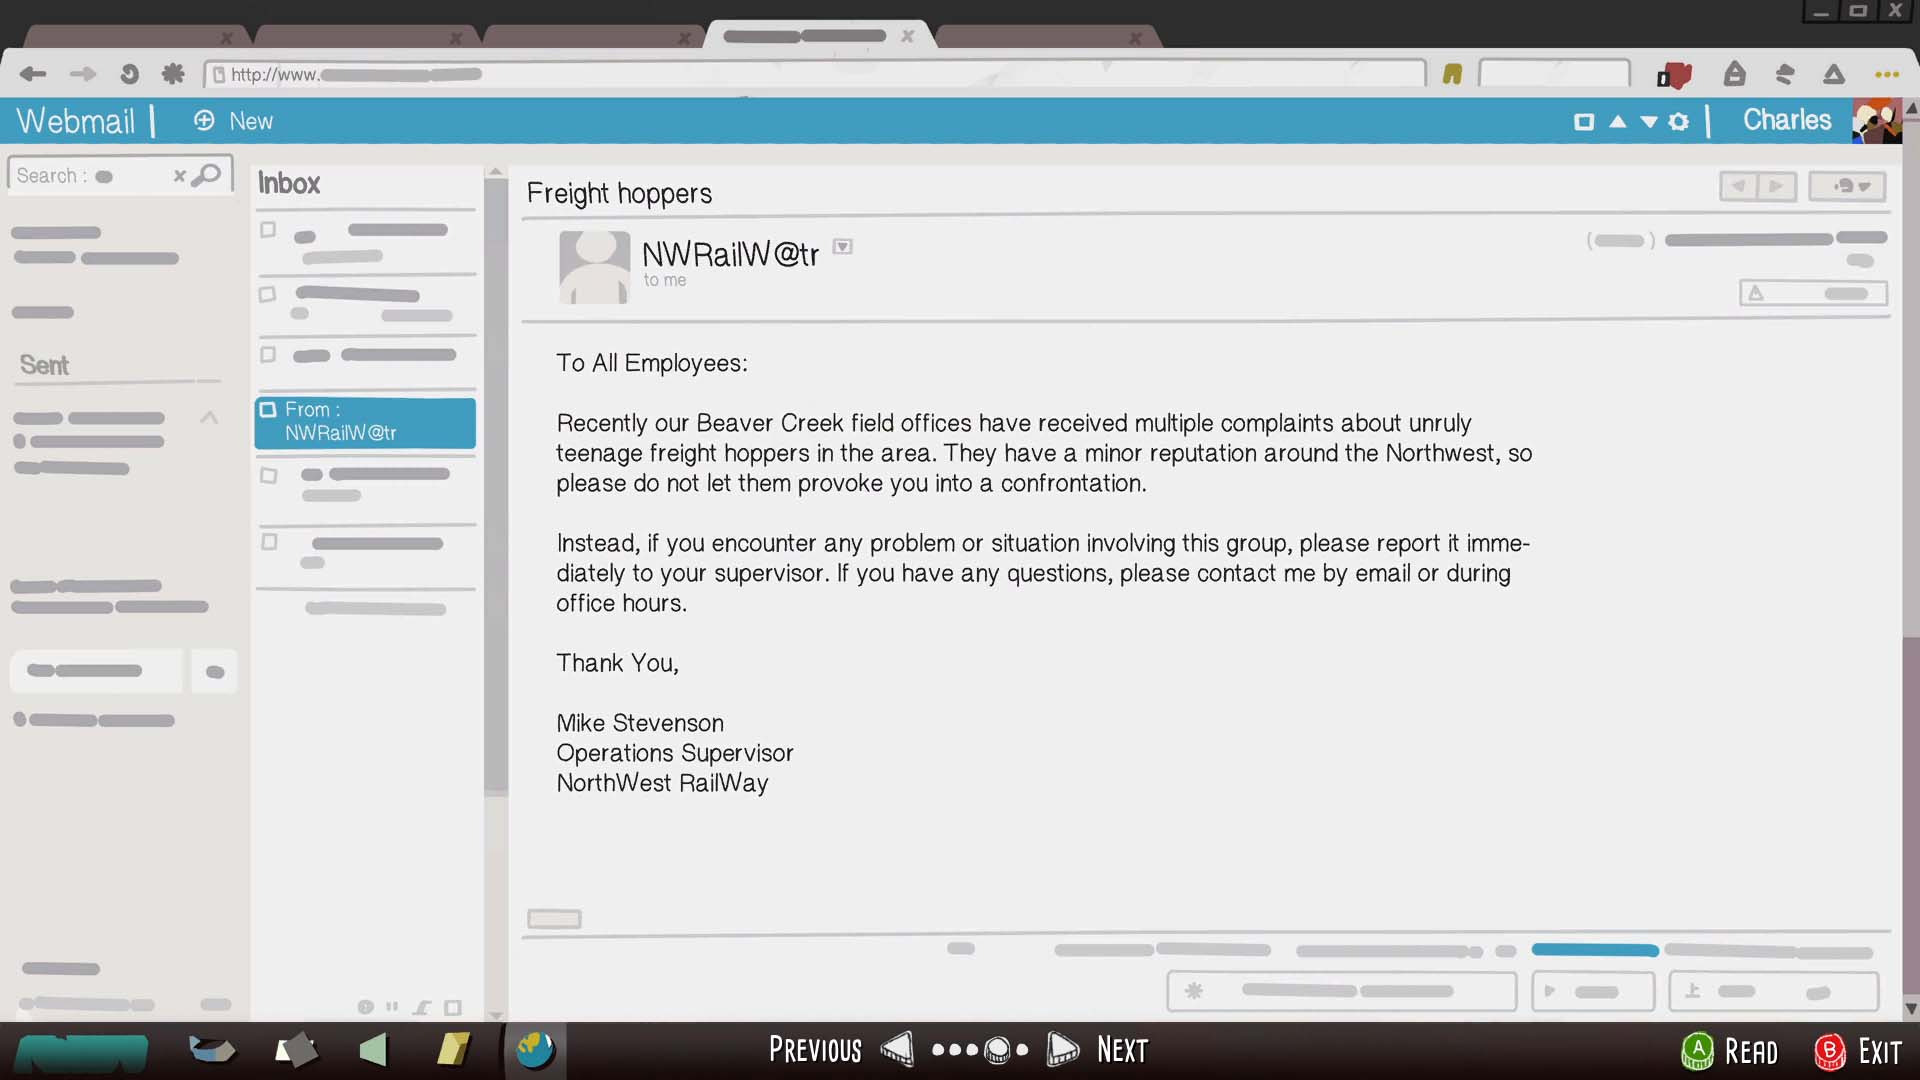 http://www.
Webmail
New
Charles
Search :
Inbox
Sent
From :
NWRailW@tr
Freight hoppers
NWRailW@tr
to me
To All Employees:
Recently our Beaver Creek field offices have received multiple complaints about unruly
teenage freight hoppers in the area. They have a minor reputation around the Northwest, so
please do not let them provoke you into a confrontation.
Instead, if you encounter any problem or situation involving this group, please report it imme-
diately to your supervisor. If you have any questions, please contact me by email or during
office hours.
Thank You,
Mike Stevenson
Operations Supervisor
NorthWest RailWay
PREVIOUS
NEXT
A READ
B EXIT